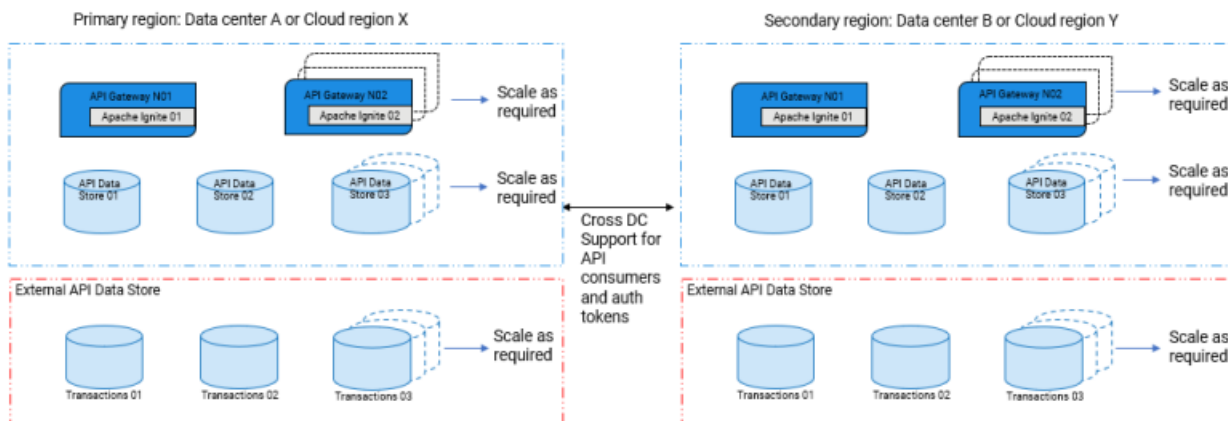 Primary region: Data center A or Cloud region X
API Gateway N01
Apache Ignite 01
API Gateway N02
Apache Ignite 02
Scale as
required
API Data
Store 01
API Data
Store 02
API Data
Store 03
Scale as
required
External API Data Store
Transactions 01
Transactions 02
Transactions 03
Scale as
required
Cross DC
Support for
API
consumers
and auth
tokens
Secondary region: Data center B or Cloud region Y
API Gateway N01
Apache Ignite 01
API Gateway N02
Apache Ignite 02
Scale as
required
API Data
Store 01
API Data
Store 02
API Data
Store 03
Scale as
required
External API Data Store
Transactions 01
Transactions 02
Transactions 03
Scale as
required